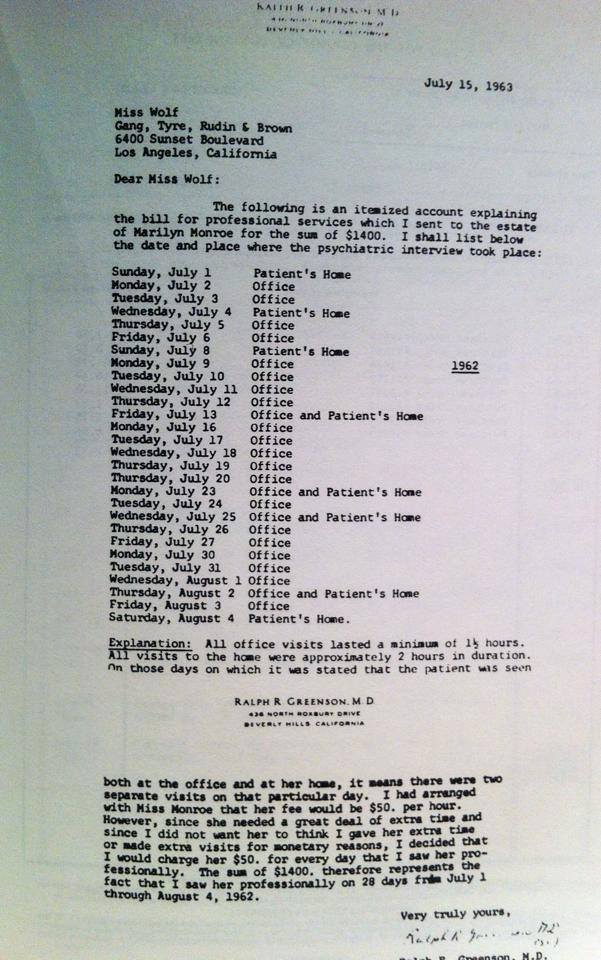 RALPH R. GREENSON, M.D.
436 NORTH ROXBURY DRIVE
BEVERLY HILLS CALIFORNIA
July 15, 1963
Miss Wolf
Gang, Tyre, Rudin & Brown
6400 Sunset Boulevard
Los Angeles, California
Dear Miss Wolf:
The following is an itemized account explaining
the bill for professional services which I sent to the estate
of Marilyn Monroe for the sum of $1400. I shall list below
the date and place where the psychiatric interview took place:
Sunday, July 1 Patient's Home
Monday, July 2 Office
Tuesday, July 3 Office
Wednesday, July 4 Patient's Home
Thursday, July 5 Office
Friday, July 6 Office
Sunday, July 8 Patient's Home
Monday, July 9 Office 1962
Tuesday, July 10 Office
Wednesday, July 11 Office
Thursday, July 12 Office
Friday, July 13 Office and Patient's Home
Monday, July 16 Office
Tuesday, July 17 Office
Wednesday, July 18 Office
Thursday, July 19 Office
Thursday, July 20 Office
Monday, July 23 Office and Patient's Home
Tuesday, July 24 Office
Wednesday, July 25 Office and Patient's Home
Thursday, July 26 Office
Friday, July 27 Office
Monday, July 30 Office
Tuesday, July 31 Office
Wednesday, August 1 Office
Thursday, August 2 Office and Patient's Home
Friday, August 3 Office
Saturday, August 4 Patient's Home.
Explanation: All office visits lasted a minimum of 1½ hours.
All visits to the home were approximately 2 hours in duration.
On those days on which it was stated that the patient was seen
RALPH R. GREENSON, M.D.
436 NORTH ROXBURY DRIVE
BEVERLY HILLS CALIFORNIA
both at the office and at her home, it means there were two
separate visits on that particular day. I had arranged
with Miss Monroe that her fee would be $50. per hour.
However, since she needed a great deal of extra time and
since I did not want her to think I gave her extra time
or made extra visits for monetary reasons, I decided that
I would charge her $50. for every day that I saw her pro-
fessionally. The sum of $1400. therefore represents the
fact that I saw her professionally on 28 days from July 1
through August 4, 1962.
Very truly yours,
Ralph R. Greenson M.D.
Ralph R. Greenson, M.D.